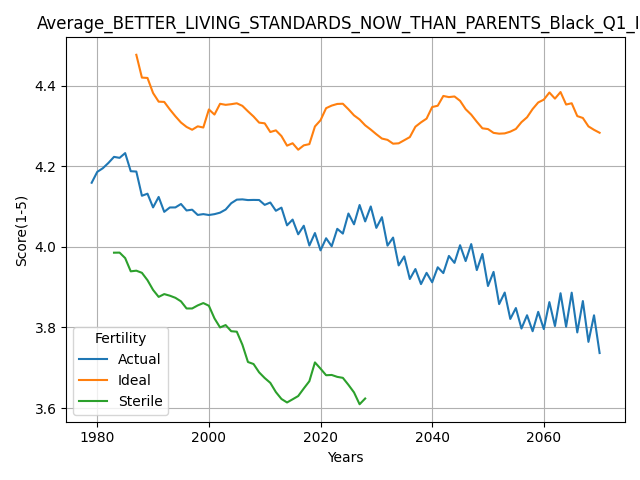 Average_BETTER_LIVING_STANDARDS_NOW_THAN_PARENTS_Black_Q1_
Score(1-5)
4.4
4.2
4.0
3.8
3.6
Fertility
Actual
Ideal
Sterile
1980 2000 2020 2040 2060
Years